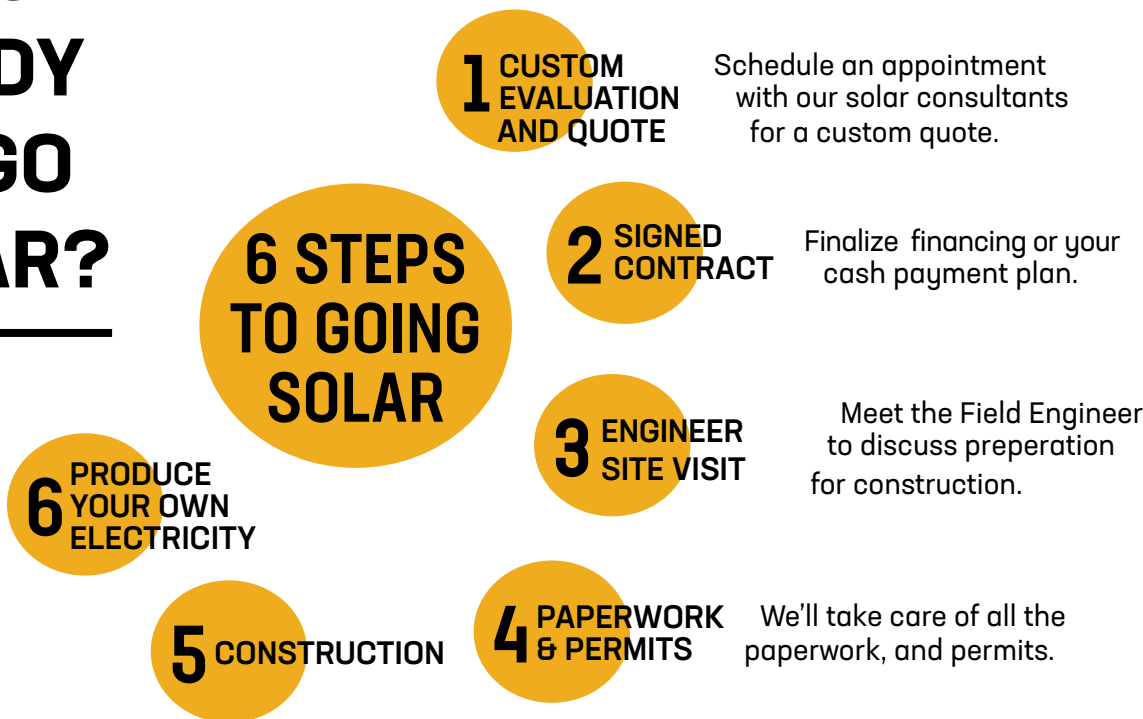 DY
GO
AR?
6 STEPS
TO GOING
SOLAR
1 CUSTOM
EVALUATION
AND QUOTE
Schedule an appointment
with our solar consultants
for a custom quote.
2 SIGNED
CONTRACT
Finalize financing or your
cash payment plan.
3 ENGINEER
SITE VISIT
Meet the Field Engineer
to discuss preperation
for construction.
4 PAPERWORK
& PERMITS
We'll take care of all the
paperwork, and permits.
5 CONSTRUCTION
6 PRODUCE
YOUR OWN
ELECTRICITY